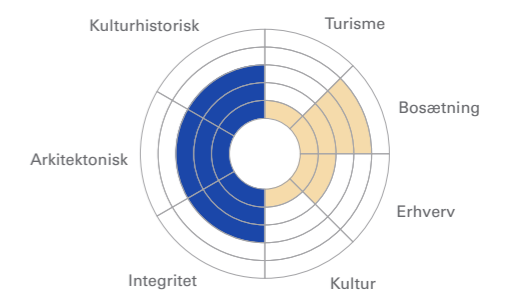 Kulturhistorisk
Turisme
Bosætning
Arkitektonisk
Erhverv
Integritet
Kultur